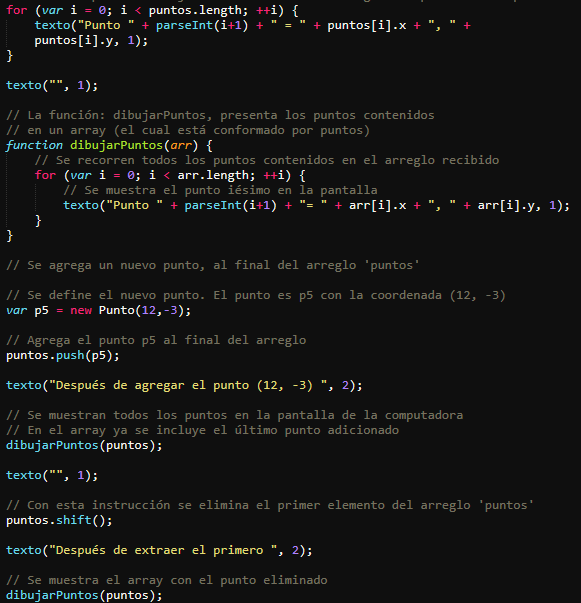 for (var i = 0; i < puntos.length; ++i) {
    texto("Punto " + parseInt(i+1) + " = " + puntos[i].x + ", " +
    puntos[i].y, 1);
}
texto("", 1);
// La función: dibujarPuntos, presenta los puntos contenidos
// en un array (el cual está conformado por puntos)
function dibujarPuntos(arr) {
    // Se recorren todos los puntos contenidos en el arreglo recibido
    for (var i = 0; i < arr.length; ++i) {
        // Se muestra el punto iésimo en la pantalla
        texto("Punto " + parseInt(i+1) + "= " + arr[i].x + ", " + arr[i].y, 1);
    }
}
// Se agrega un nuevo punto, al final del arreglo 'puntos'
// Se define el nuevo punto. El punto es p5 con la coordenada (12, -3)
var p5 = new Punto(12,-3);
// Agrega el punto p5 al final del arreglo
puntos.push(p5);
texto("Después de agregar el punto (12, -3) ", 2);
// Se muestran todos los puntos en la pantalla de la computadora
// En el array ya se incluye el último punto adicionado
dibujarPuntos(puntos);
texto("", 1);
// Con esta instrucción se elimina el primer elemento del arreglo 'puntos'
puntos.shift();
texto("Después de extraer el primero ", 2);
// Se muestra el array con el punto eliminado
dibujarPuntos(puntos);